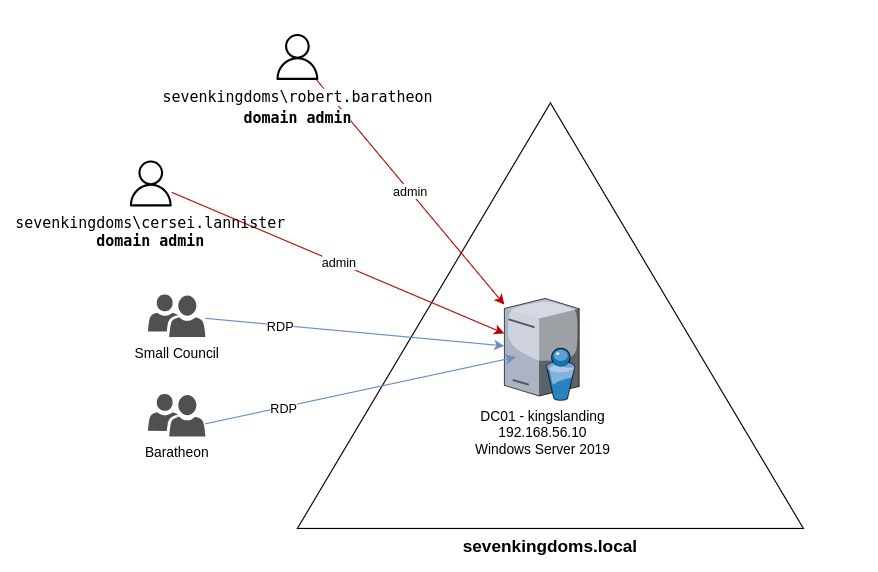 sevenkingdoms\robert.baratheon
domain admin
admin
sevenkingdoms\cersei.lannister
domain admin
admin
RDP
Small Council
RDP
Baratheon
DC01 - kingslanding
192.168.56.10
Windows Server 2019
sevenkingdoms.local